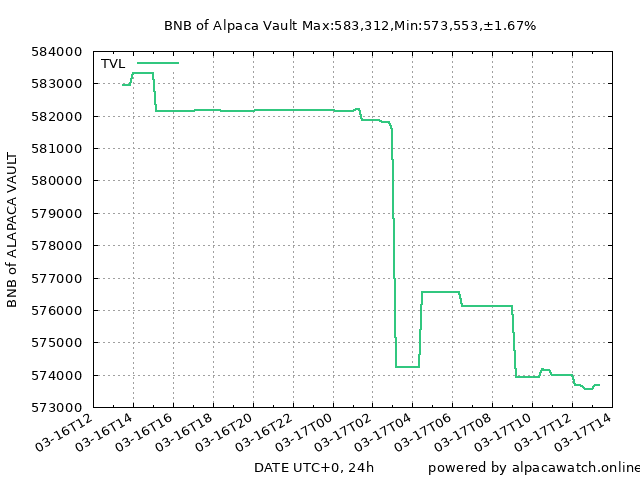 BNB of Alpaca Vault Max:583,312,Min:573,553,±1.67%
TVL
584000
583000
582000
581000
580000
579000
578000
577000
576000
575000
574000
573000
BNB of ALAPACA VAULT
03-16T12
03-16T14
03-16T16
03-16T18
03-16T20
03-16T22
03-17T00
03-17T02
03-17T04
03-17T06
03-17T08
03-17T10
03-17T12
03-17T14
DATE UTC+0, 24h
powered by alpacawatch.online